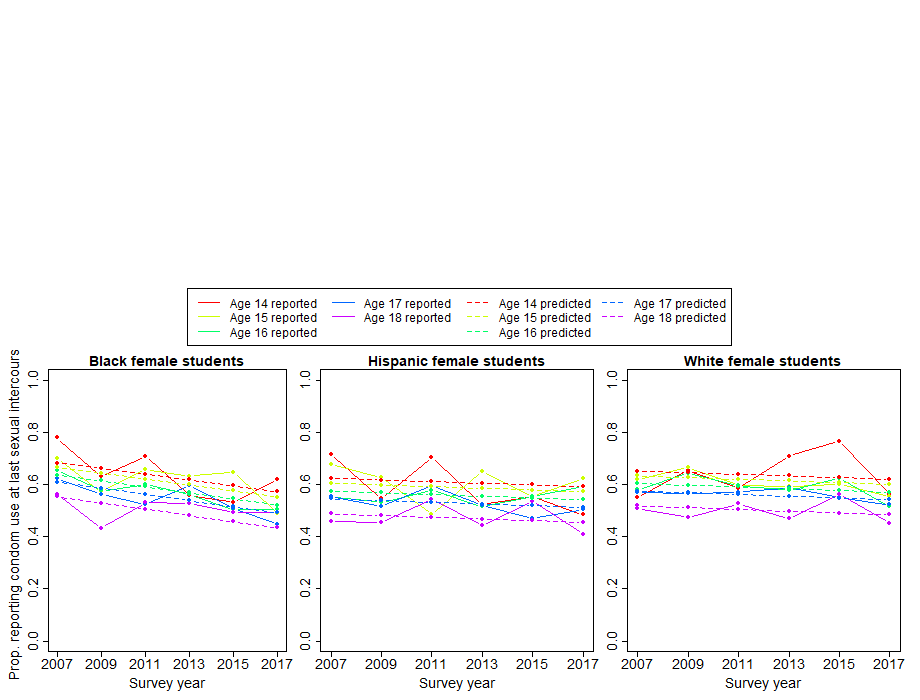 Age 14 reported Age 17 reported Age 14 predicted Age 17 predicted
Age 15 reported Age 18 reported Age 15 predicted Age 18 predicted
Age 16 reported Age 16 predicted
Black female students Hispanic female students White female students
Prop. reporting condom use at last sexual intercours
1.0 1.0 1.0
0.8 0.8 0.8
0.6 0.6 0.6
0.4 0.4 0.4
0.2 0.2 0.2
0.0 0.0 0.0
2007 2009 2011 2013 2015 2017 2007 2009 2011 2013 2015 2017 2007 2009 2011 2013 2015 2017
Survey year Survey year Survey year